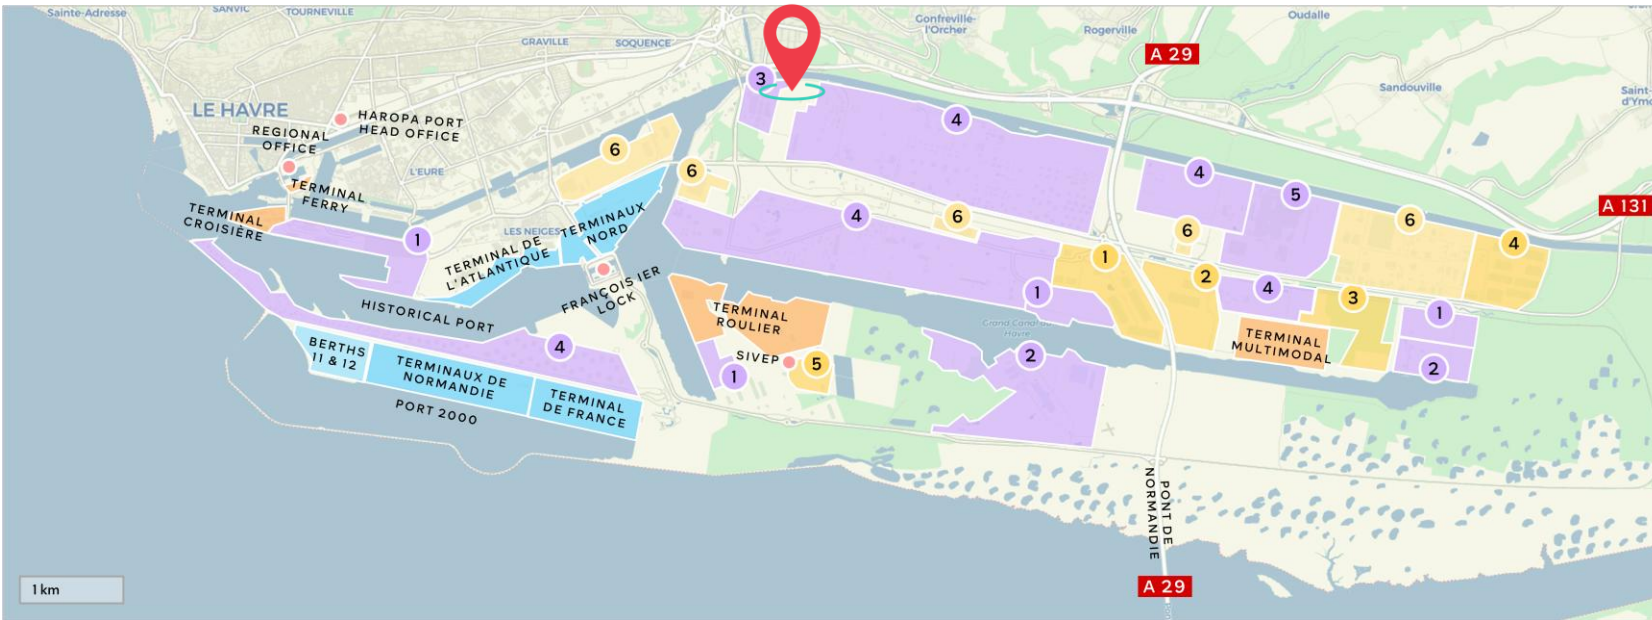 Sainte-Adresse
SANVIC
TOURNEVILLE
GRAVILLE
SOQUENCE
Gonfreville-
l'Orcher
Rogerville
Oudalle
A 29
Sandouville
Saint-
d'Ymo
LE HAVRE
HAROPA PORT
HEAD OFFICE
REGIONAL
OFFICE
L'EURE
TERMINAL
FERRY
TERMINAL
CROISIÈRE
LES NEIGES
TERMINAUX
NORD
TERMINAL DE
L'ATLANTIQUE
FRANÇOIS IER
LOCK
HISTORICAL PORT
BERTHS
11 & 12
TERMINAUX DE
NORMANDIE
TERMINAL
DE FRANCE
PORT 2000
TERMINAL
ROULIER
SIVEP
Grand Canal du
Havre
TERMINAL
MULTIMODAL
A 131
3
4
6
6
4
5
6
4
1
4
6
6
1
2
4
3
1
1
2
4
1
5
2
PONT DE
NORMANDIE
A 29
1 km